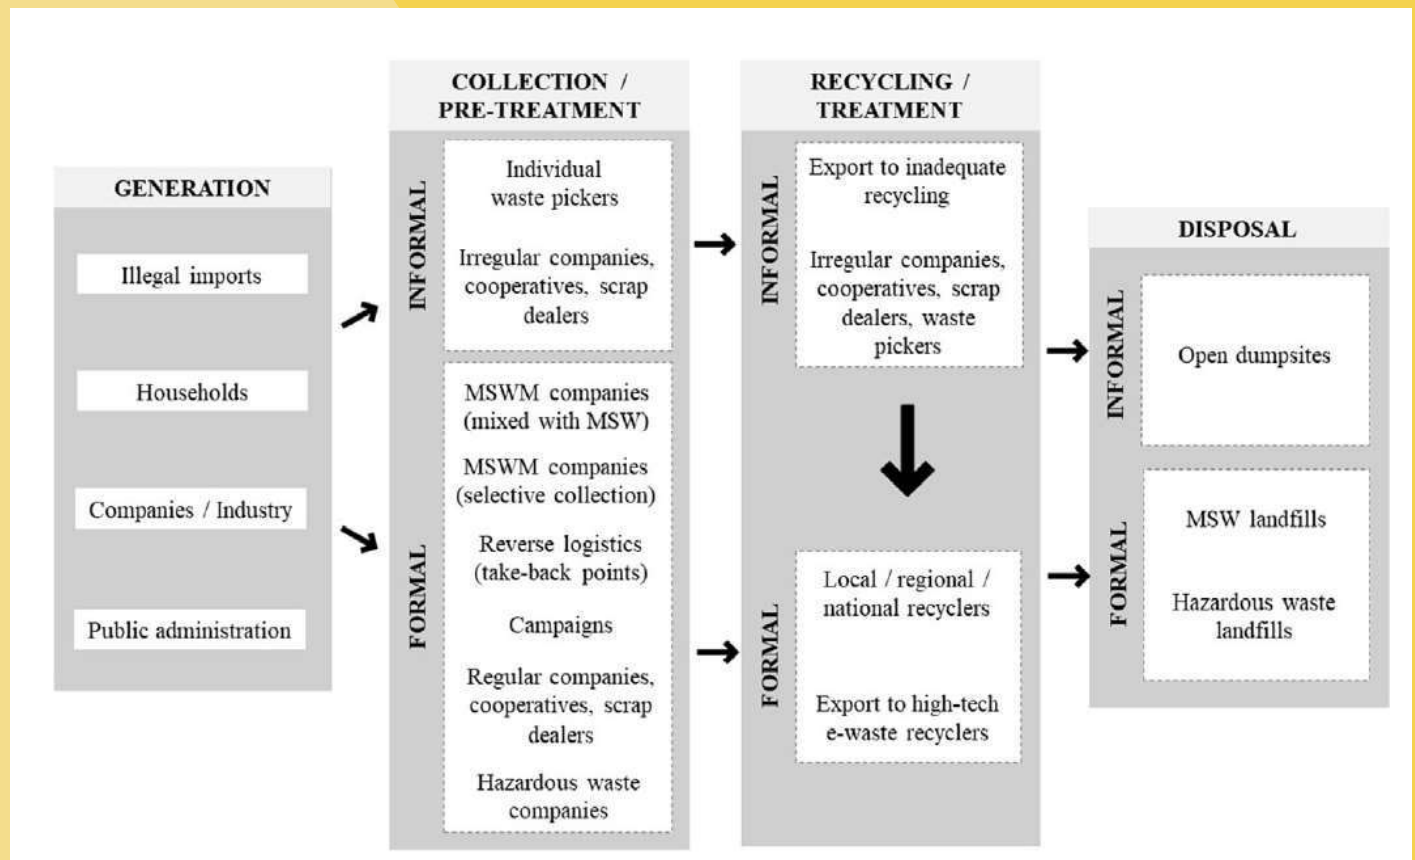 GENERATION
Illegal imports
Households
Companies / Industry
Public administration
COLLECTION /
PRE-TREATMENT
INFORMAL
Individual
waste pickers
Irregular companies,
cooperatives, scrap
dealers
FORMAL
MSWM companies
(mixed with MSW)
MSWM companies
(selective collection)
Reverse logistics
(take-back points)
Campaigns
Regular companies,
cooperatives, scrap
dealers
Hazardous waste
companies
RECYCLING /
TREATMENT
INFORMAL
Export to inadequate
recycling
Irregular companies,
cooperatives, scrap
dealers, waste
pickers
FORMAL
Local / regional /
national recyclers
Export to high-tech
e-waste recyclers
DISPOSAL
INFORMAL
Open dumpsites
FORMAL
MSW landfills
Hazardous waste
landfills